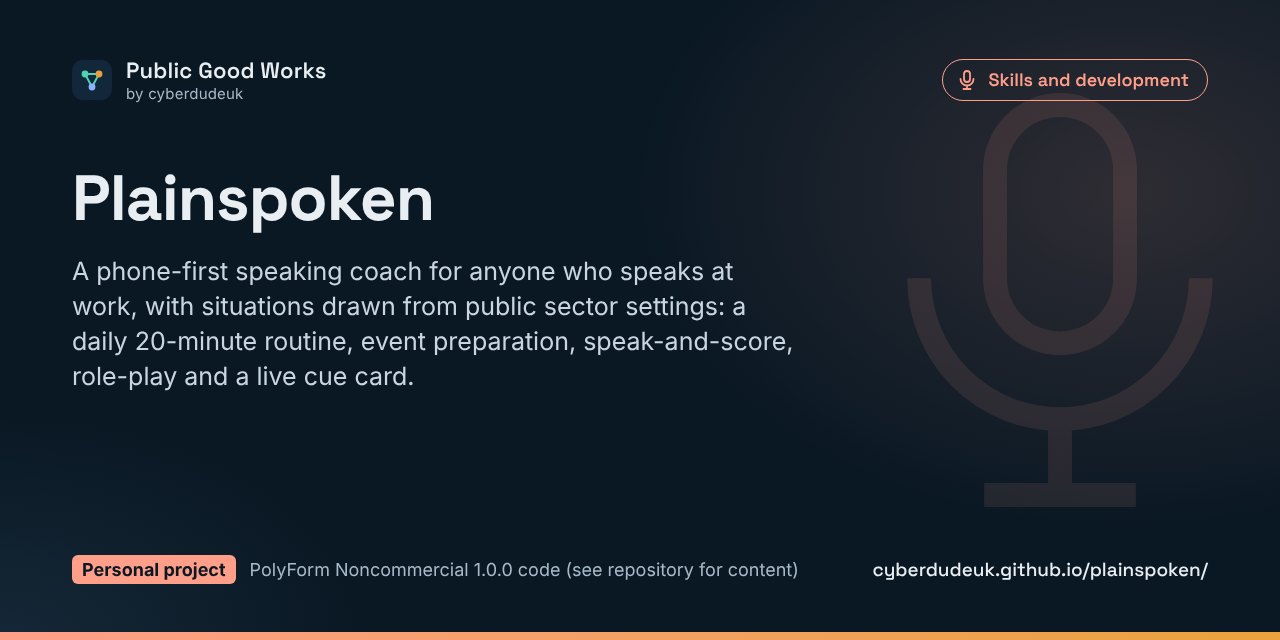 Public Good Works
by cyberdudeuk
Skills and development
Plainspoken
A phone-first speaking coach for anyone who speaks at
work, with situations drawn from public sector settings: a
daily 20-minute routine, event preparation, speak-and-score,
role-play and a live cue card.
Personal project
PolyForm Noncommercial 1.0.0 code (see repository for content)
cyberdudeuk.github.io/plainspoken/